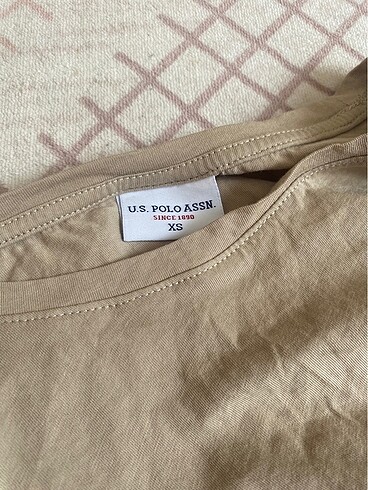 U.S. POLO ASSN.
SINCE 1890
XS